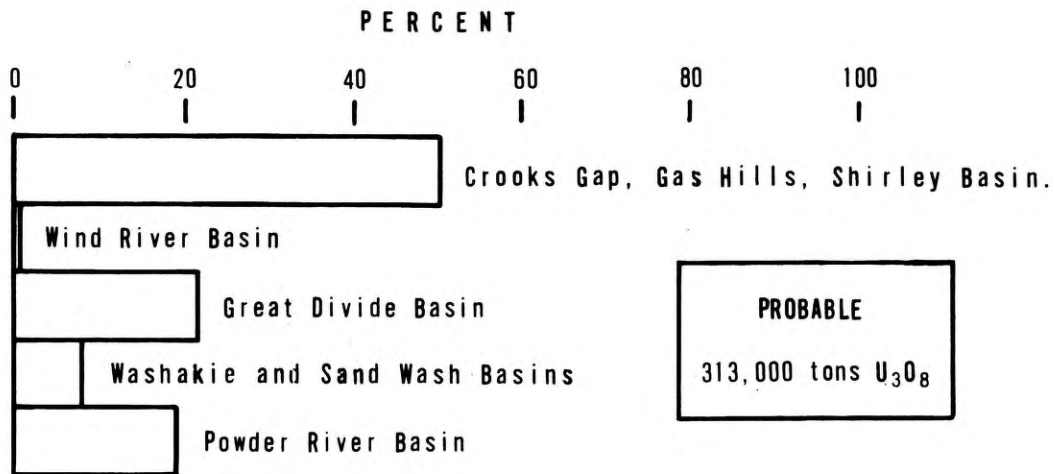 PERCENT
0 20 40 60 80 100
Crooks Gap, Gas Hills, Shirley Basin.
Wind River Basin
Great Divide Basin
PROBABLE
Washakie and Sand Wash Basins
313,000 tons U₃O₈
Powder River Basin